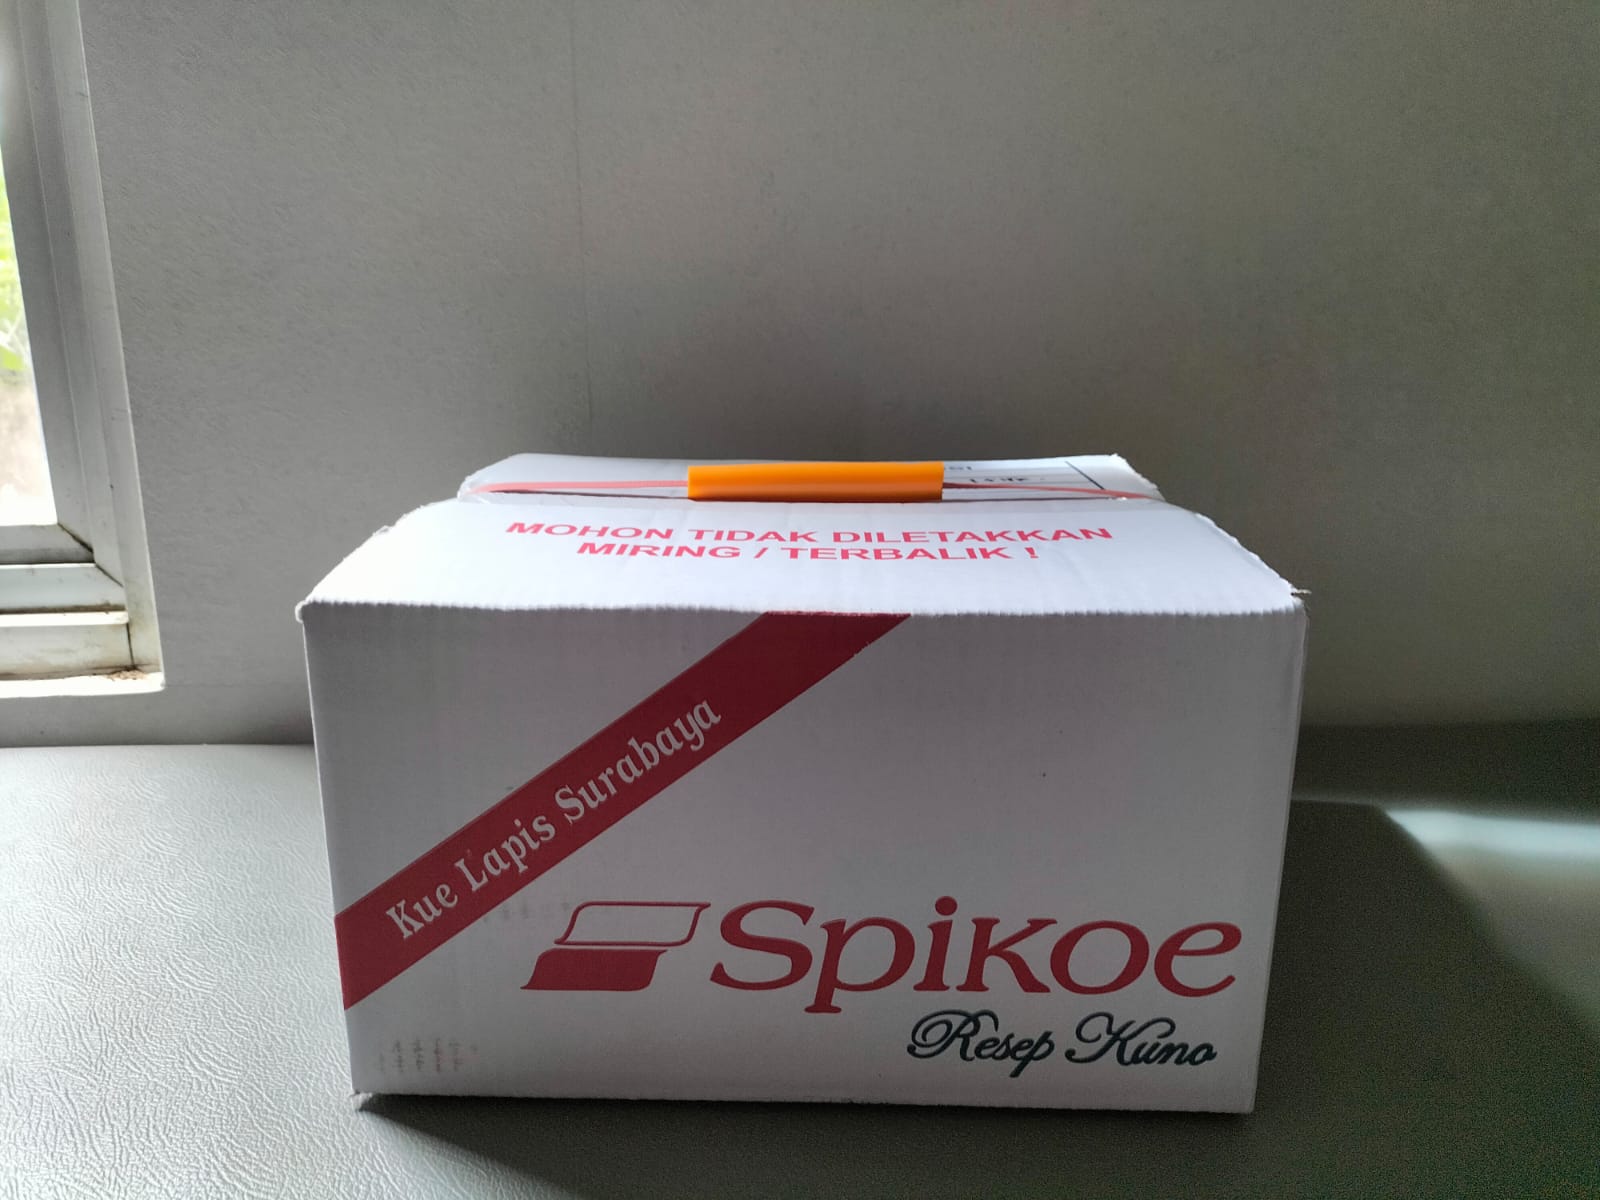 MOHON TIDAK DILETAKKAN
MIRING / TERBALIK !
Kue Lapis Surabaya
Spikoe
Resep Kuno